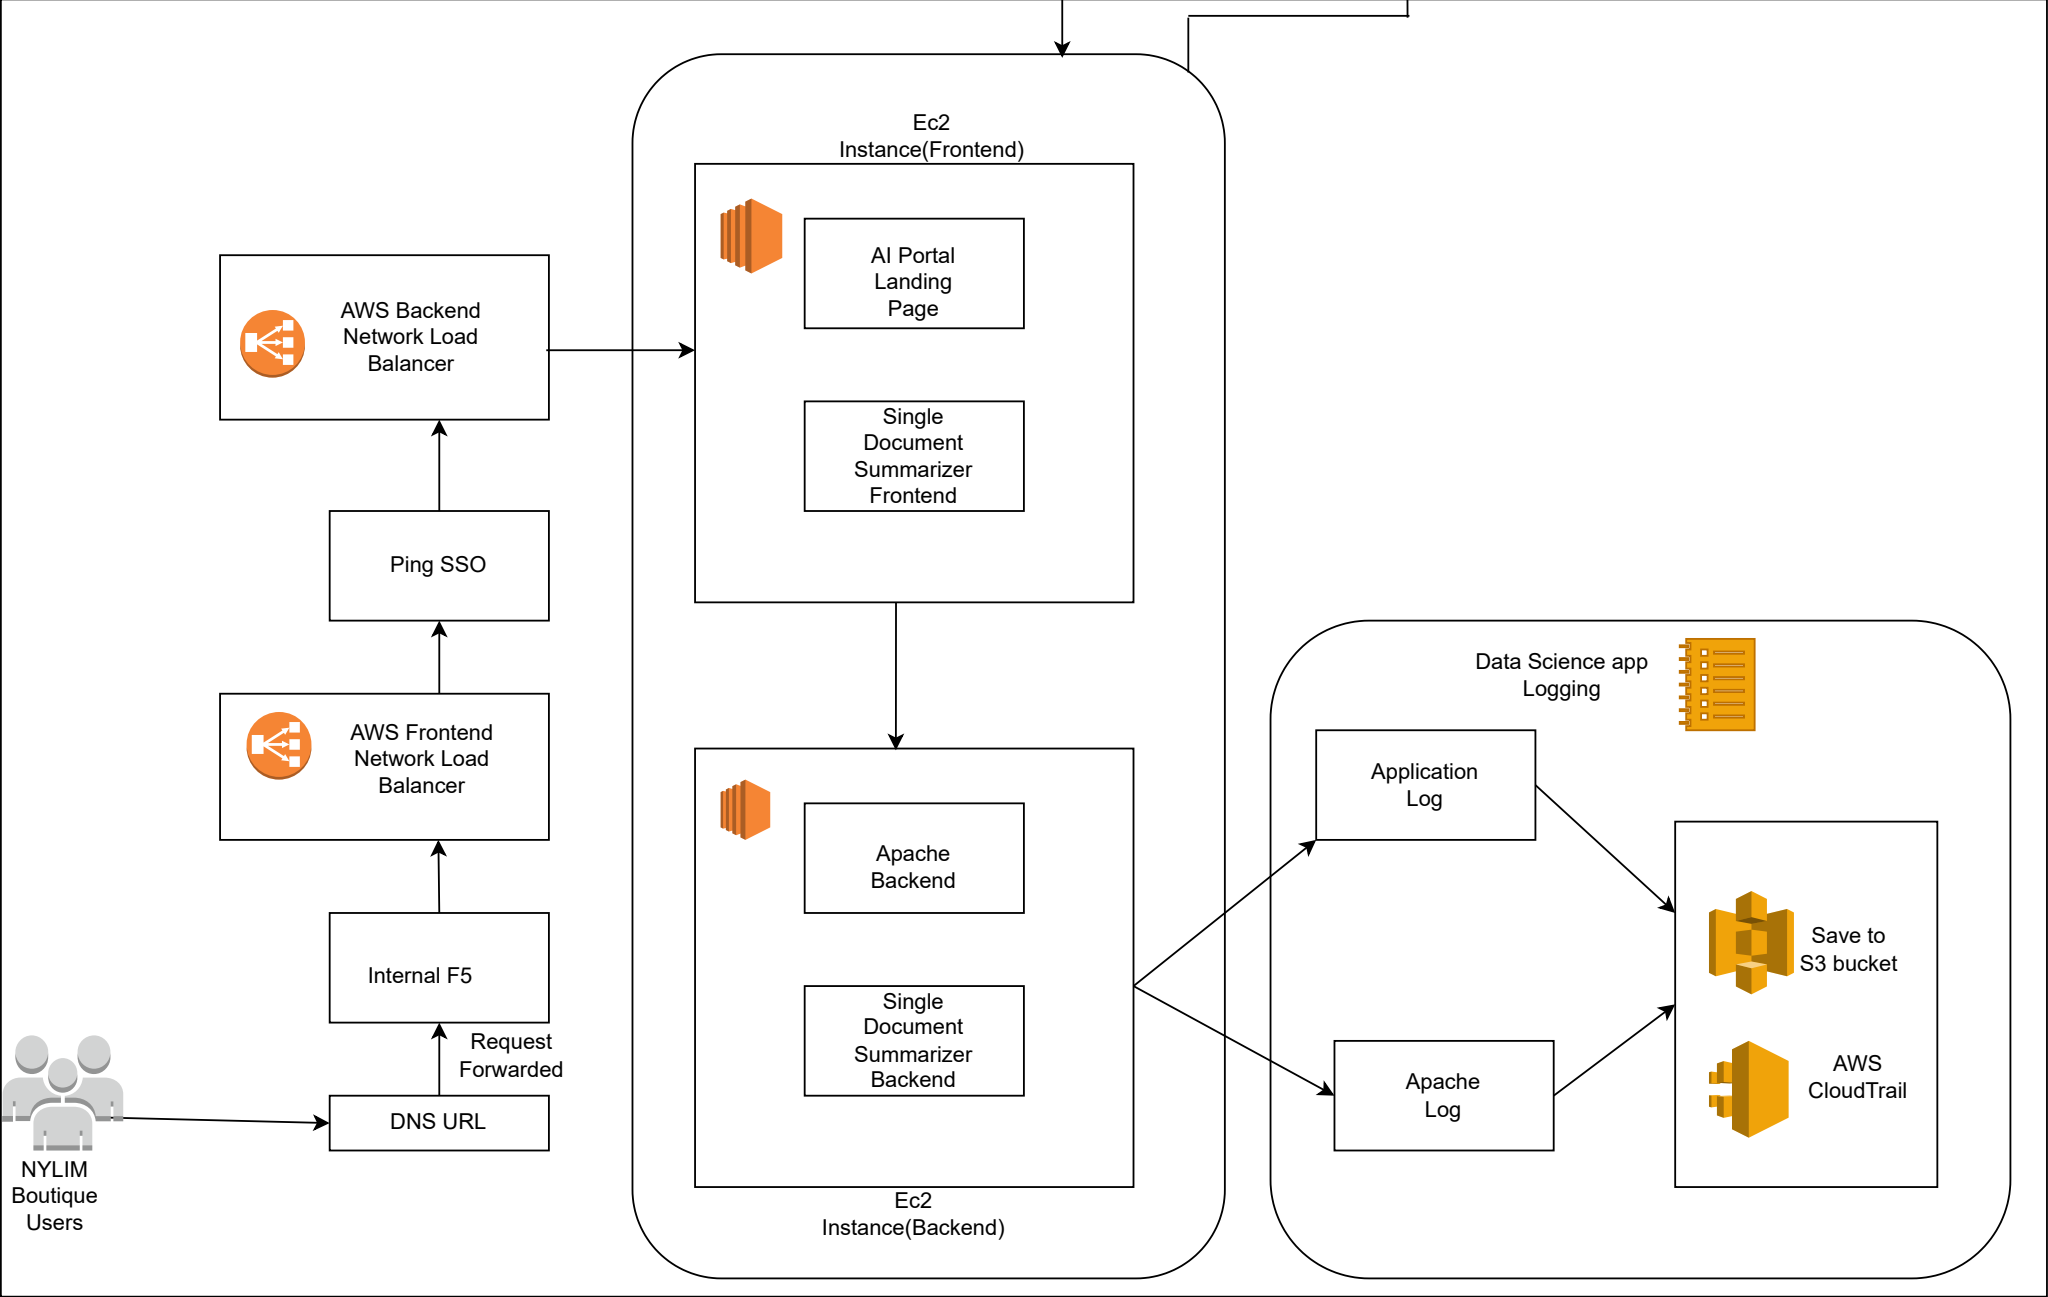 Ec2
Instance(Frontend)
AI Portal
Landing
Page
AWS Backend
Network Load
Balancer
Single
Document
Summarizer
Frontend
Ping SSO
Data Science app
Logging
AWS Frontend
Network Load
Balancer
Application
Log
Apache
Backend
Save to
S3 bucket
Internal F5
Single
Document
Summarizer
Backend
Request
Forwarded
AWS
CloudTrail
Apache
Log
DNS URL
NYLIM
Boutique
Users
Ec2
Instance(Backend)